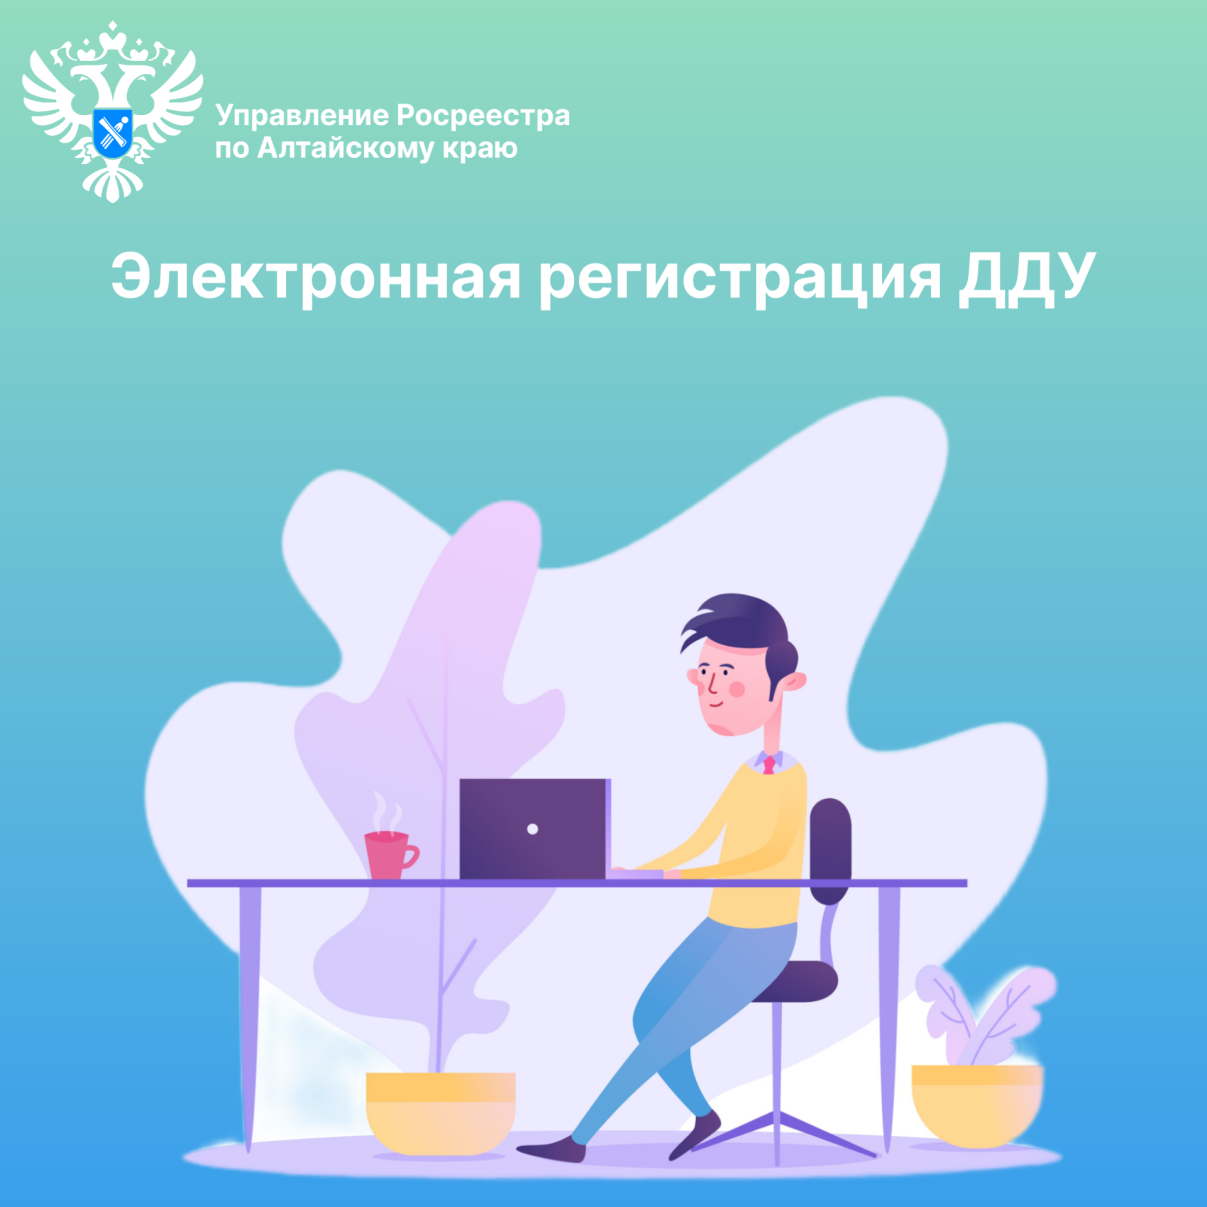 Управление Росреестра
по Алтайскому краю
Электронная регистрация ДДУ